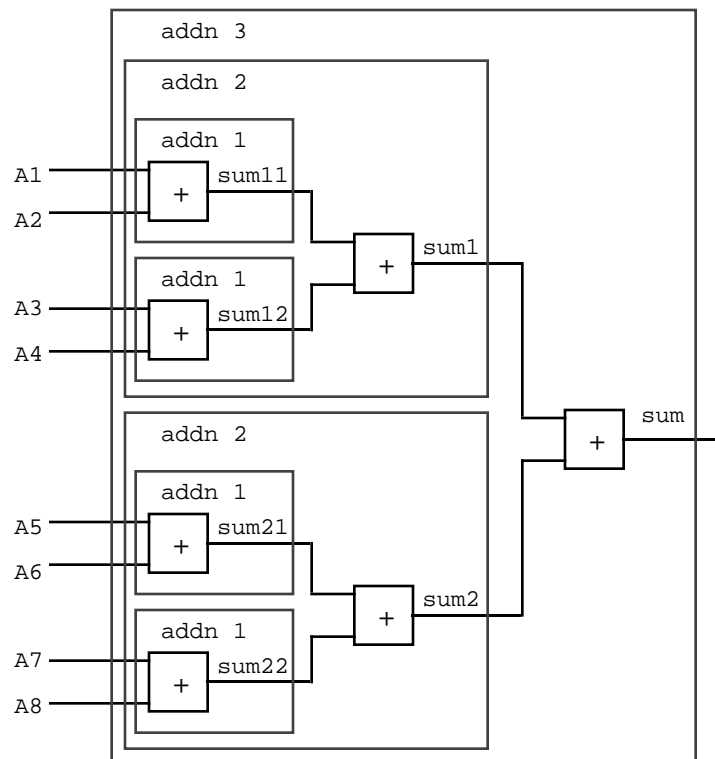 addn 3
addn 2
addn 1
A1
+
sum11
A2
+
sum1
addn 1
A3
+
sum12
A4
+
sum
addn 2
addn 1
A5
+
sum21
A6
+
sum2
addn 1
A7
+
sum22
A8